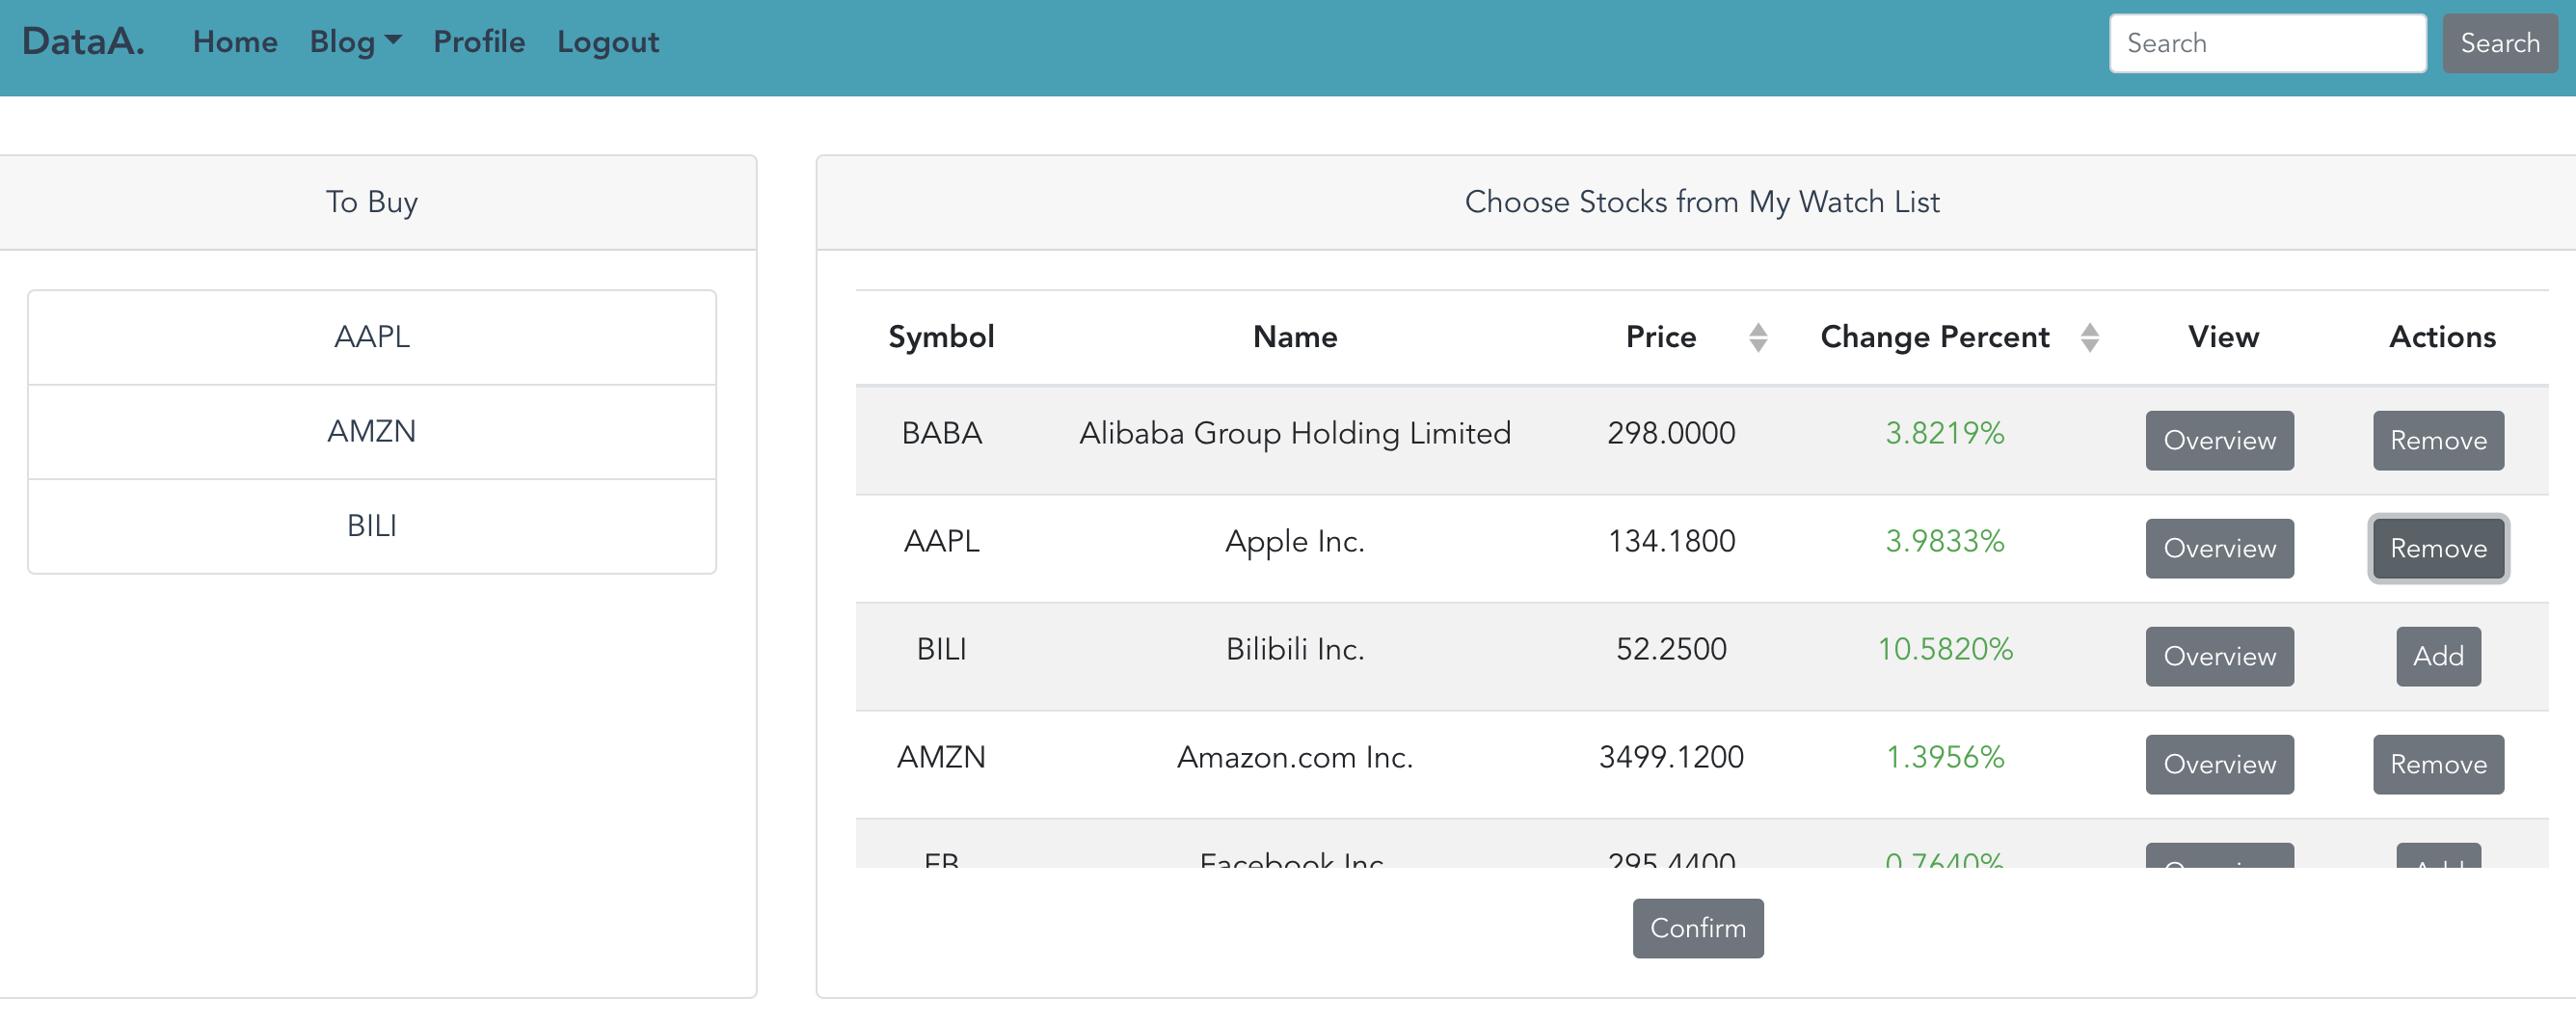 DataA. Home Blog Profile Logout Search Search
To Buy
AAPL
AMZN
BILI
Choose Stocks from My Watch List
Symbol Name Price Change Percent View Actions
BABA Alibaba Group Holding Limited 298.0000 3.8219% Overview Remove
AAPL Apple Inc. 134.1800 3.9833% Overview Remove
BILI Bilibili Inc. 52.2500 10.5820% Overview Add
AMZN Amazon.com Inc. 3499.1200 1.3956% Overview Remove
FB Facebook Inc. 295.4400 0.7640% Overview Add
Confirm